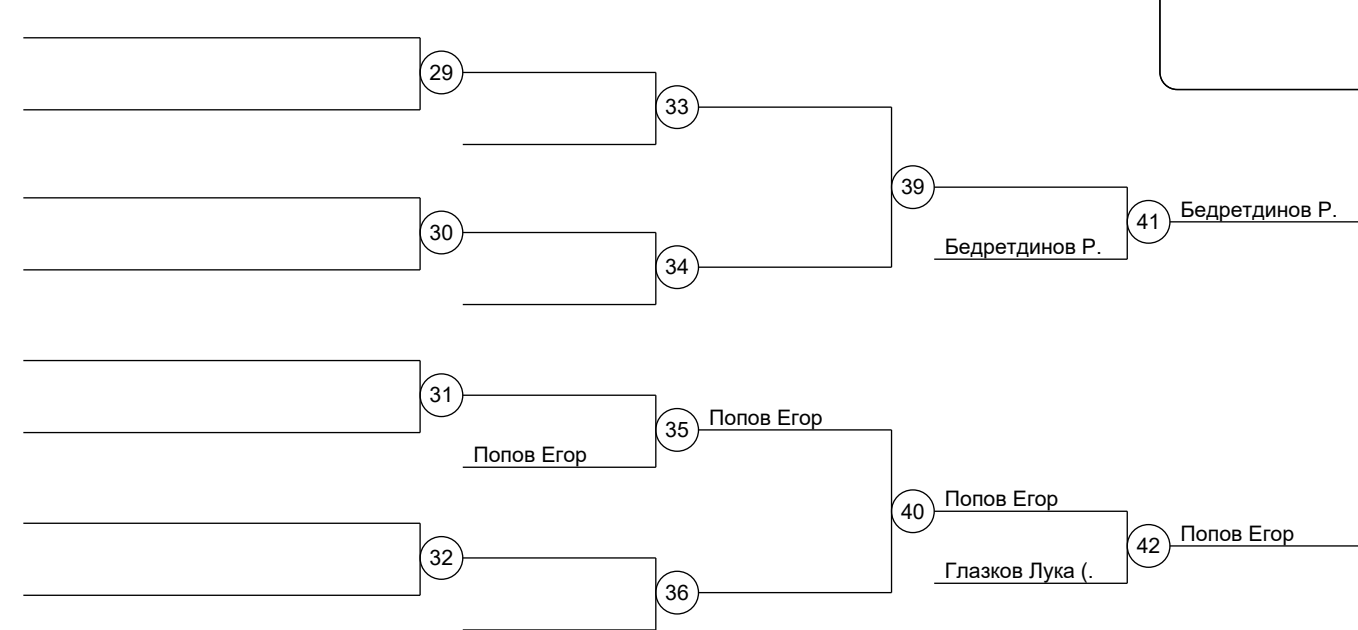 29
33
39
41 Бедретдинов Р.
30
Бедретдинов Р.
34
31
35 Попов Егор
Попов Егор
40 Попов Егор
42 Попов Егор
32
Глазков Лука (.
36